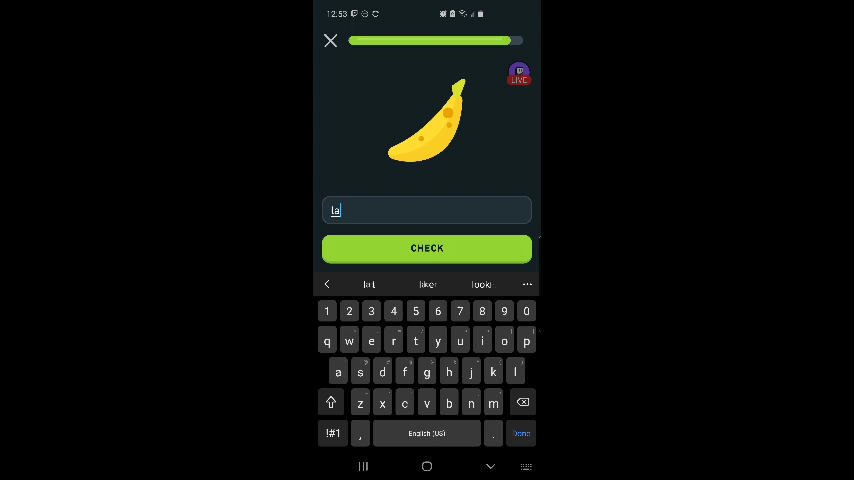 12:53
LIVE
la
CHECK
lat liker looki
1 2 3 4 5 6 7 8 9 0
q w e r t y u i o p
a s d f g h j k l
z x c v b n m
!#1 , English (US) . Done